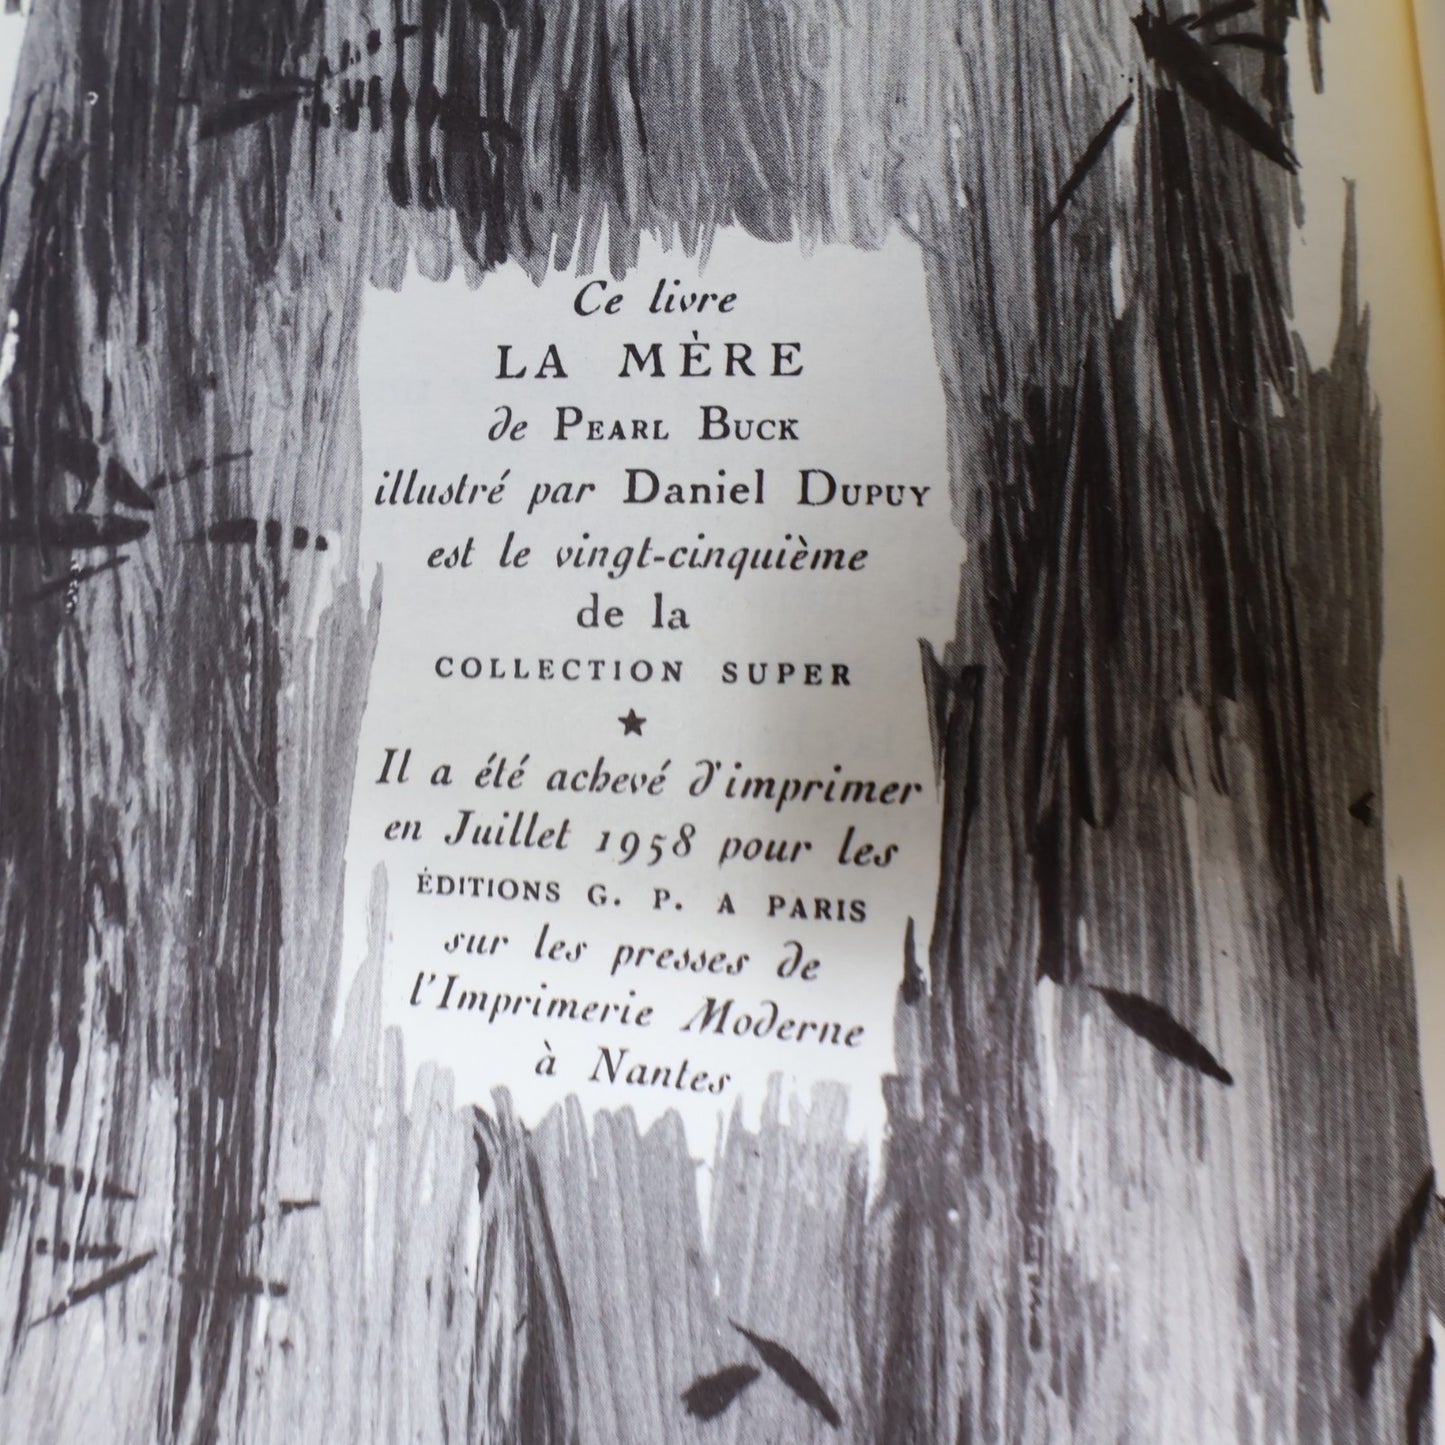 Ce livre
LA MÈRE
de PEARL BUCK
illustré par Daniel DUPUY
est le vingt-cinquième
de la
COLLECTION SUPER
★
Il a été achevé d'imprimer
en Juillet 1958 pour les
ÉDITIONS G. P. A PARIS
sur les presses de
l'Imprimerie Moderne
à Nantes